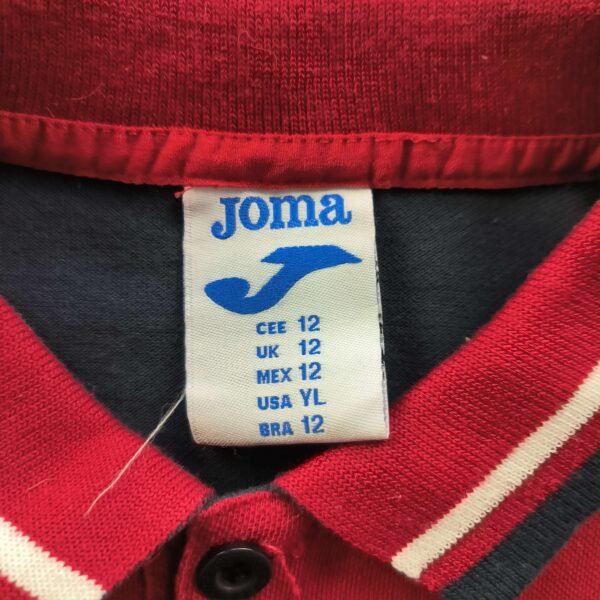 Joma
CEE 12
UK 12
MEX 12
USA YL
BRA 12